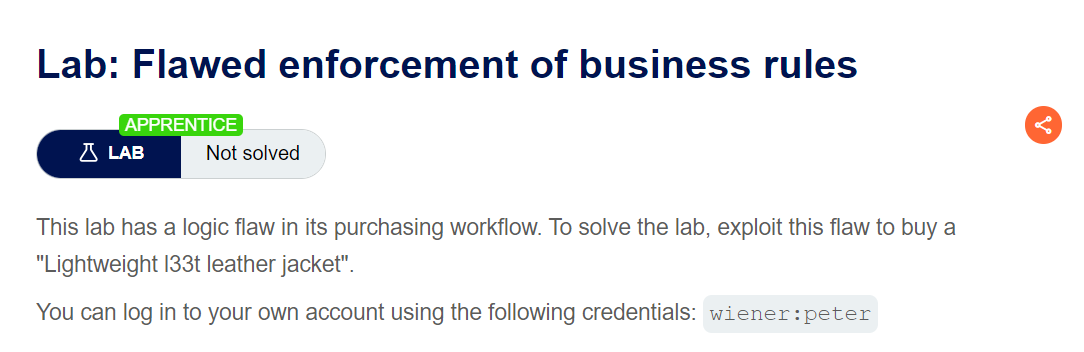 Lab: Flawed enforcement of business rules
APPRENTICE
LAB
Not solved
This lab has a logic flaw in its purchasing workflow. To solve the lab, exploit this flaw to buy a
"Lightweight l33t leather jacket".
You can log in to your own account using the following credentials: wiener:peter